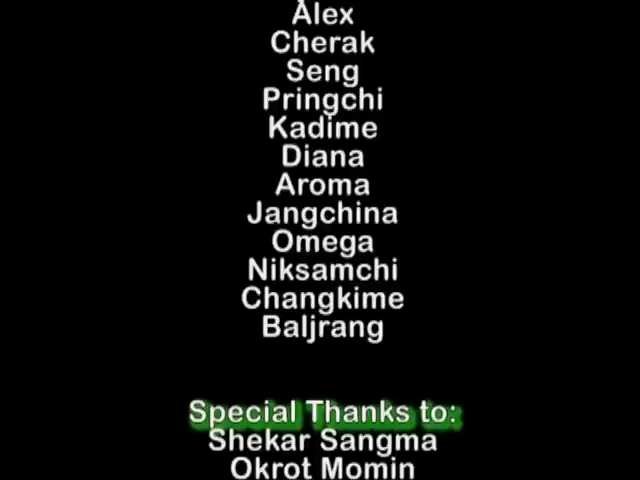 Alex
Cherak
Seng
Pringchi
Kadime
Diana
Aroma
Jangchina
Omega
Niksamchi
Changkime
Baljrang
Special Thanks to:
Shekar Sangma
Okrot Momin